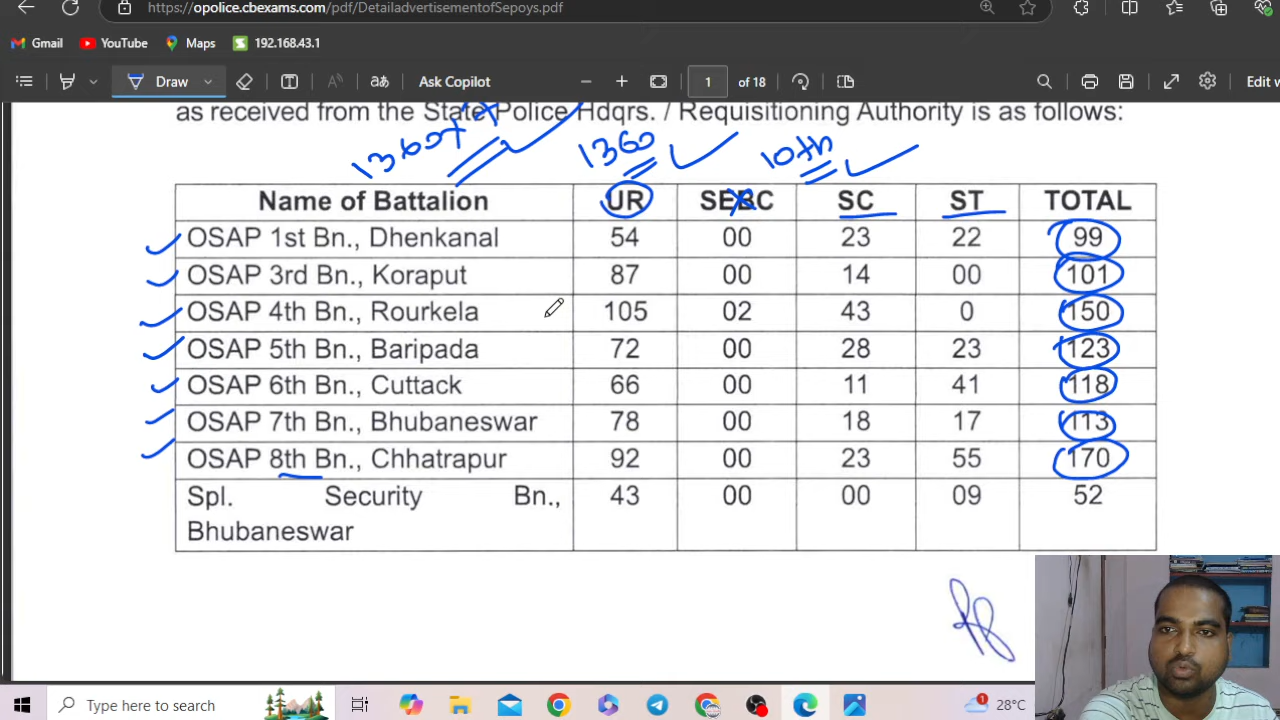 https://opolice.cbexams.com/pdf/DetailadvertisementofSepoys.pdf
Gmail YouTube Maps 192.168.43.1
Draw Ask Copilot 1 of 18 Edit w
as received from the State Police Hdqrs. / Requisitioning Authority is as follows:
1360 1360 10th
Name of Battalion UR SEBC SC ST TOTAL
OSAP 1st Bn., Dhenkanal 54 00 23 22 99
OSAP 3rd Bn., Koraput 87 00 14 00 101
OSAP 4th Bn., Rourkela 105 02 43 0 150
OSAP 5th Bn., Baripada 72 00 28 23 123
OSAP 6th Bn., Cuttack 66 00 11 41 118
OSAP 7th Bn., Bhubaneswar 78 00 18 17 113
OSAP 8th Bn., Chhatrapur 92 00 23 55 170
Spl. Security Bn., 43 00 00 09 52
Bhubaneswar
Type here to search 1 28°C